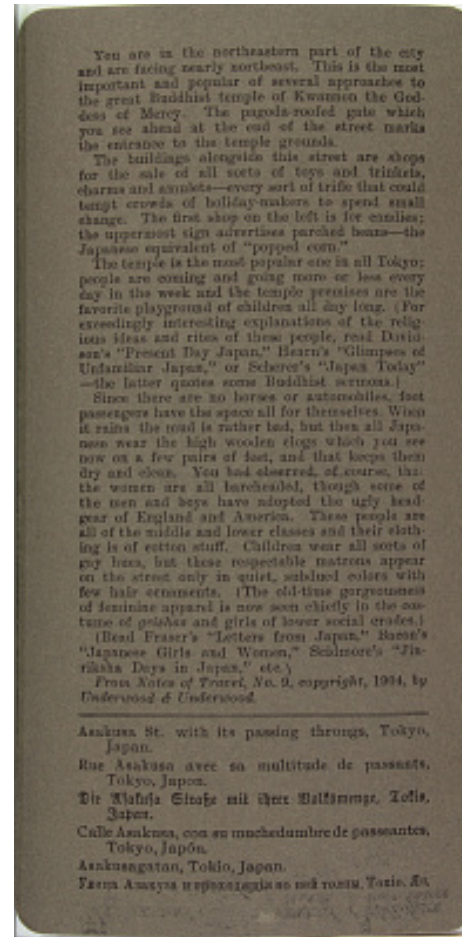 You are in the northeastern part of the city
and are facing nearly northeast. This is the most
important and popular of several approaches to
the great Buddhist temple of Kwannon the God-
dess of Mercy. The pagoda-roofed gate which
you see ahead at the end of the street marks
the entrance to the temple grounds.
The buildings alongside this street are shops
for the sale of all sorts of toys and trinkets,
charms and amulets—every sort of trifle that could
tempt crowds of holiday-makers to spend small
change. The first shop on the left is for candies;
the uppermost sign advertises parched beans—the
Japanese equivalent of "popped corn."
The temple is the most popular one in all Tokyo;
people are coming and going more or less every
day in the week and the temple premises are the
favorite playground of children all day long. (For
exceedingly interesting explanations of the relig-
ious ideas and rites of these people, read David-
son's "Present Day Japan," Hearn's "Glimpses of
Unfamiliar Japan," or Scherer's "Japan Today"
—the latter quotes some Buddhist sermons.)
Since there are no horses or automobiles, foot
passengers have the space all for themselves. When
it rains the mud is rather bad, but then all Japa-
nese wear the high wooden clogs which you see
now on a few pairs of feet, and that keeps them
dry and clean. You had observed, of course, that
the women are all bareheaded, though some of
the men and boys have adopted the ugly head-
gear of England and America. These people are
all of the middle and lower classes and their cloth-
ing is of cotton stuff. Children wear all sorts of
gay hues, but these respectable matrons appear
on the street only in quiet, subdued colors with
few hair ornaments. (The old-time gorgeousness
of feminine apparel is now seen chiefly in the cos-
tume of geishas and girls of lower social grades.)
(Read Fraser's "Letters from Japan," Bacon's
"Japanese Girls and Women," Scidmore's "Jin-
riksha Days in Japan," etc.)
From Notes of Travel, No. 9, copyright, 1904, by
Underwood & Underwood.
Asakusa St. with its passing throngs, Tokyo,
Japan.
Rue Asakusa avec sa multitude de passants,
Tokyo, Japon.
Die Asakusa Straße mit ihrer Volksmenge, Tokio,
Japan.
Calle Asakusa, con su muchedumbre de paseantes,
Tokyo, Japón.
Asakusagatan, Tokio, Japan.
Улица Асакуза и проходящія по ней толпы. Токіо, Яп.